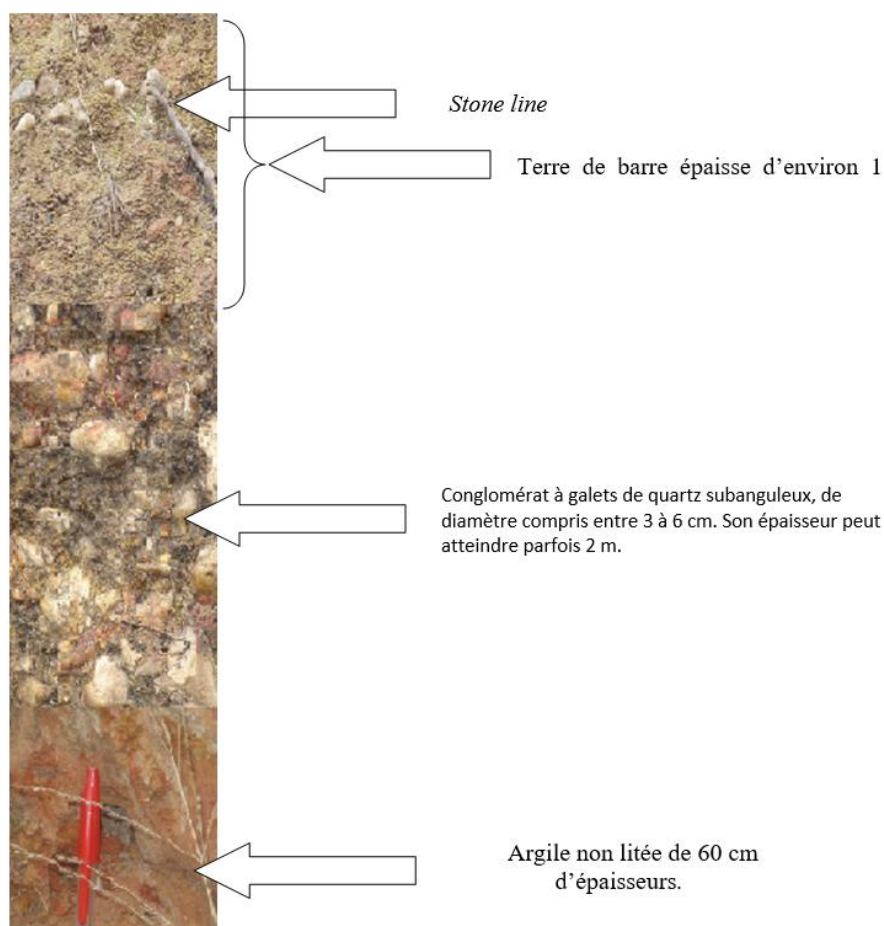 Stone line
Terre de barre épaisse d’environ 1
Conglomérat à galets de quartz subanguleux, de
diamètre compris entre 3 à 6 cm. Son épaisseur peut
atteindre parfois 2 m.
Argile non litée de 60 cm
d’épaisseurs.